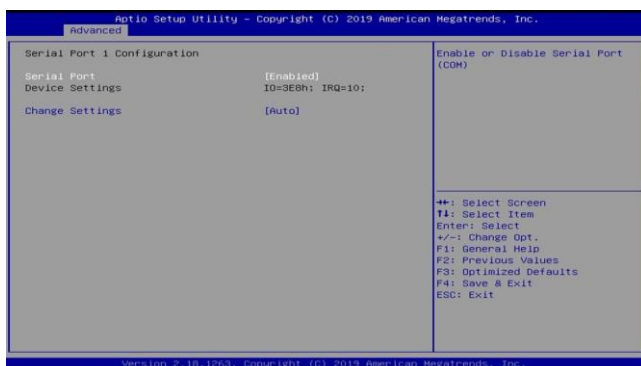 Aptio Setup Utility – Copyright (C) 2019 American Megatrends, Inc.
Advanced
Serial Port 1 Configuration
Serial Port [Enabled]
Device Settings IO=3E8h; IRQ=10;
Change Settings [Auto]
Enable or Disable Serial Port
(COM)
→←: Select Screen
↑↓: Select Item
Enter: Select
+/-: Change Opt.
F1: General Help
F2: Previous Values
F3: Optimized Defaults
F4: Save & Exit
ESC: Exit
Version 2.18.1263. Copyright (C) 2019 American Megatrends, Inc.